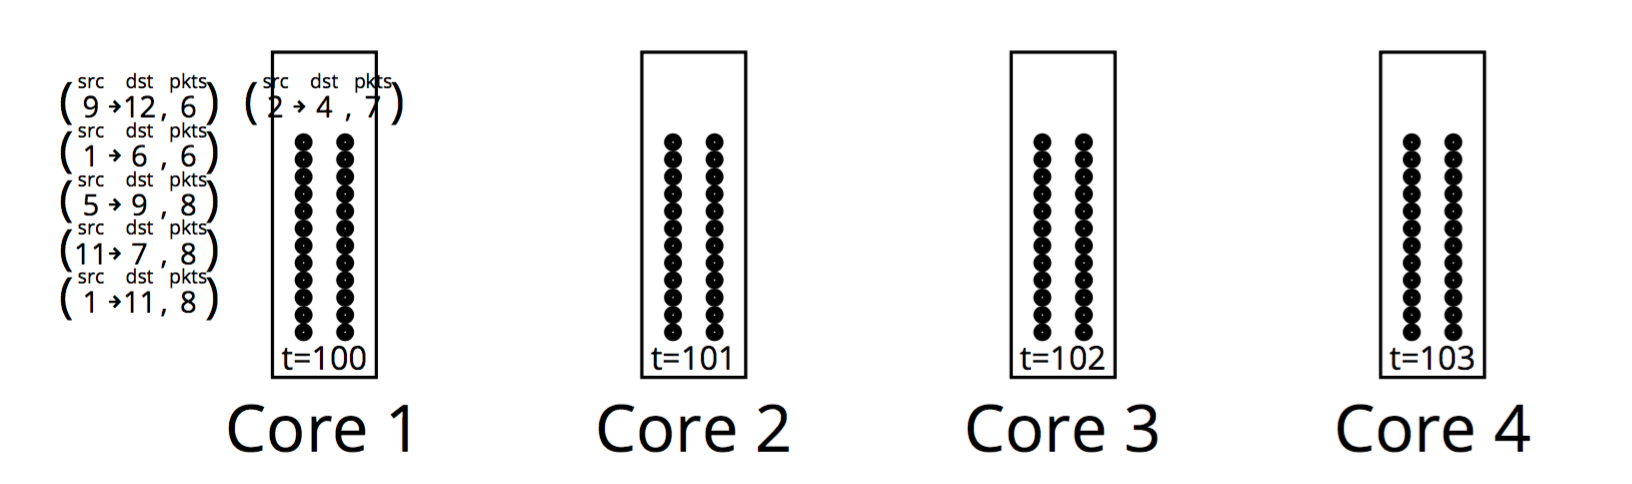 src dst pkts src dst pkts
(9→12, 6) (2→4, 7)
src dst pkts
(1→6, 6)
src dst pkts
(5→9, 8)
src dst pkts
(11→7, 8)
src dst pkts
(1→11, 8)
t=100 t=101 t=102 t=103
Core 1 Core 2 Core 3 Core 4